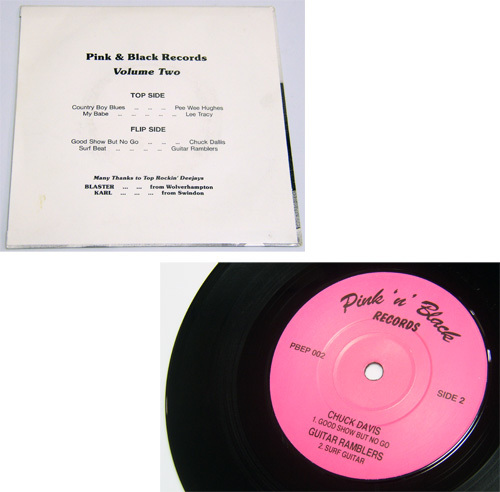 Pink & Black Records
Volume Two
TOP SIDE
Country Boy Blues .. .. .. Pee Wee Hughes
My Babe .. .. .. .. .. Lee Tracy
FLIP SIDE
Good Show But No Go .. .. .. Chuck Dallis
Surf Beat .. .. .. .. Guitar Ramblers
Many Thanks to Top Rockin' Deejays
BLASTER ... ... from Wolverhampton
KARL ... ... ... from Swindon
Pink 'n' Black
RECORDS
PBEP 002
SIDE 2
CHUCK DAVIS
1. GOOD SHOW BUT NO GO
GUITAR RAMBLERS
2. SURF GUITAR